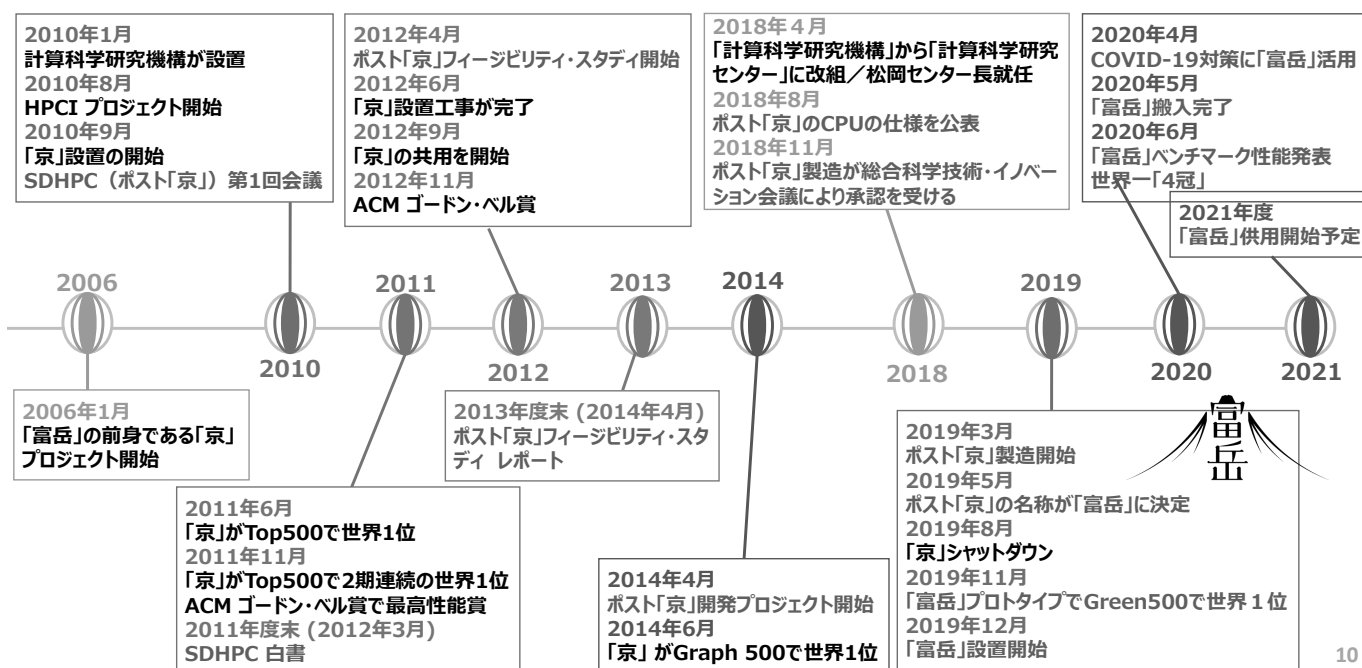 2010年1月
計算科学研究機構が設置
2010年8月
HPCI プロジェクト開始
2010年9月
「京」設置の開始
SDHPC（ポスト「京」）第1回会議
2012年4月
ポスト「京」フィージビリティ・スタディ開始
2012年6月
「京」設置工事が完了
2012年9月
「京」の共用を開始
2012年11月
ACM ゴードン・ベル賞
2018年４月
「計算科学研究機構」から「計算科学研究
センター」に改組／松岡センター長就任
2018年8月
ポスト「京」のCPUの仕様を公表
2018年11月
ポスト「京」製造が総合科学技術・イノベー
ション会議により承認を受ける
2020年4月
COVID-19対策に「富岳」活用
2020年5月
「富岳」搬入完了
2020年6月
「富岳」ベンチマーク性能発表
世界一「4冠」
2021年度
「富岳」供用開始予定
2006
2010
2011
2012
2013
2014
2018
2019
2020
2021
2006年1月
「富岳」の前身である「京」
プロジェクト開始
2011年6月
「京」がTop500で世界1位
2011年11月
「京」がTop500で2期連続の世界1位
ACM ゴードン・ベル賞で最高性能賞
2011年度末 (2012年3月)
SDHPC 白書
2013年度末 (2014年4月)
ポスト「京」フィージビリティ・スタ
ディ レポート
2014年4月
ポスト「京」開発プロジェクト開始
2014年6月
「京」がGraph 500で世界1位
2019年3月
ポスト「京」製造開始
2019年5月
ポスト「京」の名称が「富岳」に決定
2019年8月
「京」シャットダウン
2019年11月
「富岳」プロトタイプでGreen500で世界１位
2019年12月
「富岳」設置開始
富岳
10